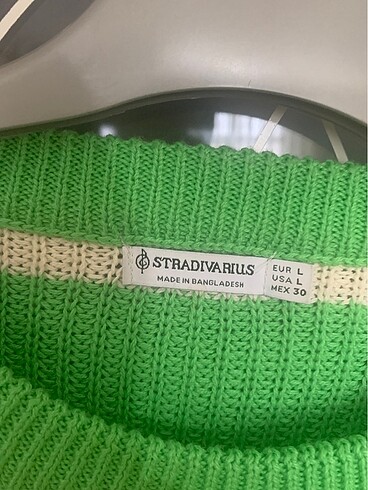 STRADIVARIUS
MADE IN BANGLADESH
EUR L
USA L
MEX 30